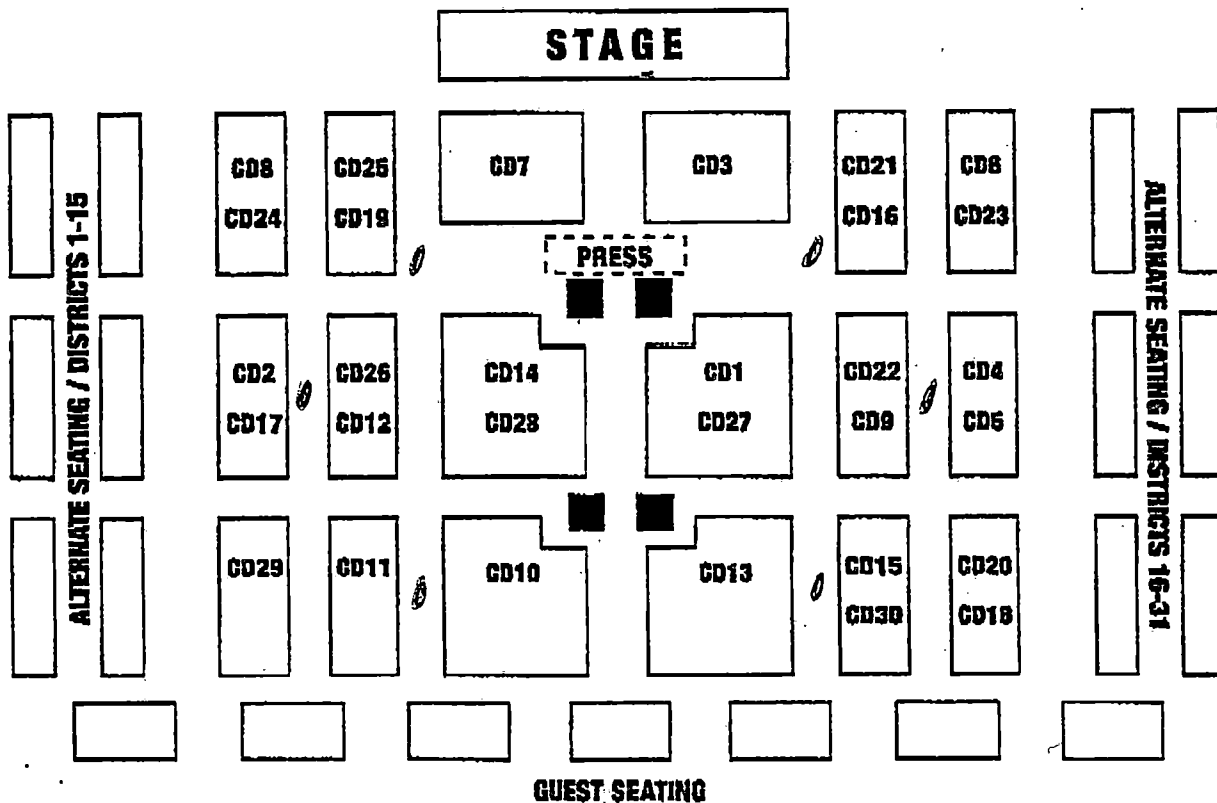 STAGE
CD8
CD24
CD25
CD19
CD7
CD3
CD21
CD16
CD6
CD23
PRESS
ALTERNATE SEATING / DISTRICTS 1-15
ALTERNATE SEATING / DISTRICTS 16-31
CD2
CD17
CD26
CD12
CD14
CD28
CD1
CD27
CD22
CD9
CD4
CD5
CD29
CD11
CD10
CD13
CD15
CD30
CD20
CD18
GUEST SEATING